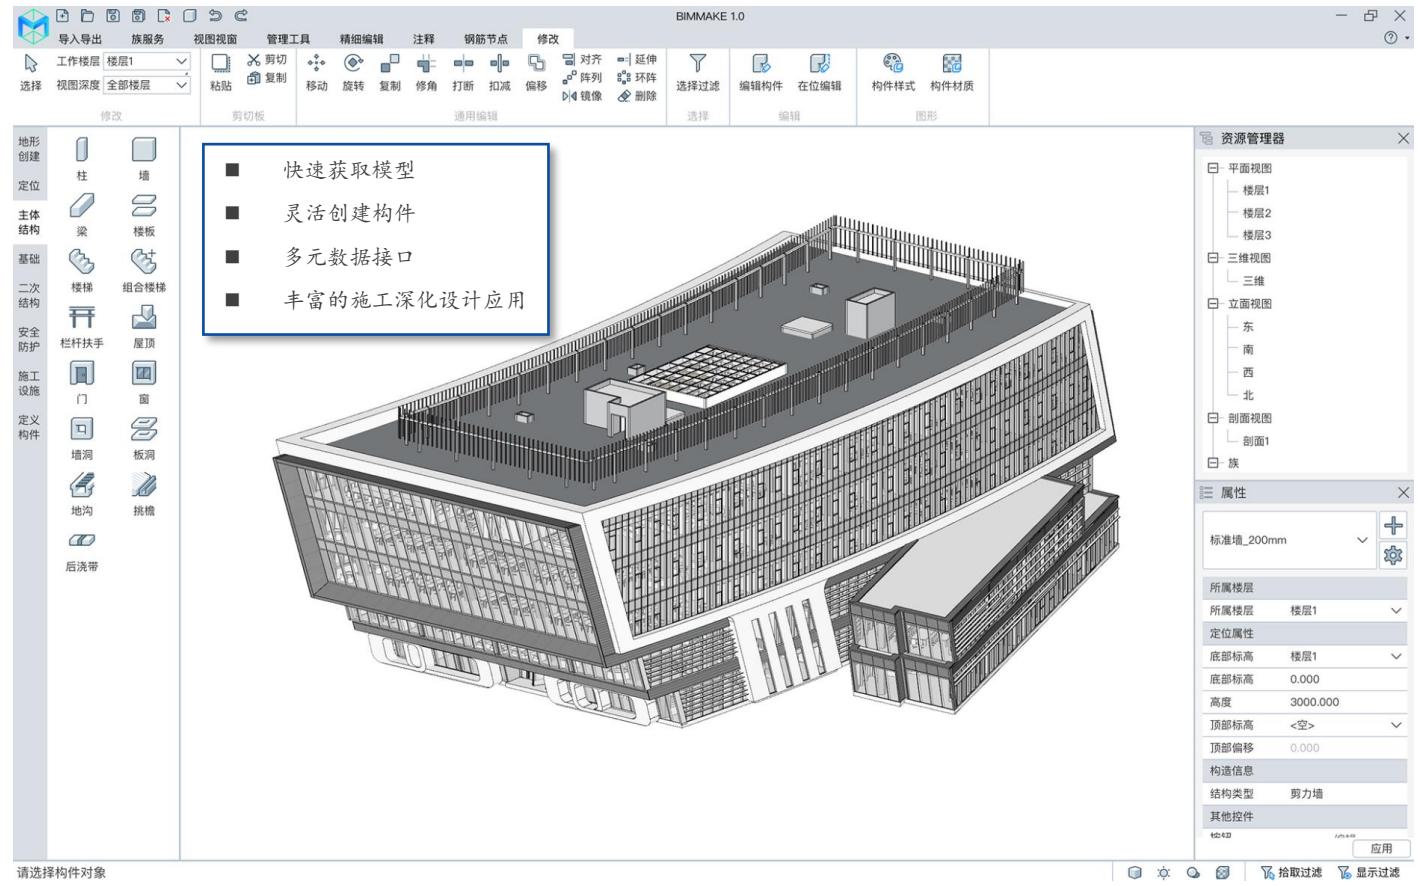 BIMMAKE 1.0
导入导出 族服务 视图视窗 管理工具 精细编辑 注释 钢筋节点 修改
选择
工作楼层 楼层1
视图深度 全部楼层
修改
粘贴
剪切
复制
剪切板
移动 旋转 复制 修角 打断 扣减 偏移
对齐 延伸
阵列 环阵
镜像 删除
通用编辑
选择过滤
选择
编辑构件 在位编辑
编辑
构件样式 构件材质
图形
地形创建
定位
主体结构
基础
二次结构
安全防护
施工设施
定义构件
柱 墙
梁 楼板
楼梯 组合楼梯
栏杆扶手 屋顶
门 窗
墙洞 板洞
地沟 挑檐
后浇带
■ 快速获取模型
■ 灵活创建构件
■ 多元数据接口
■ 丰富的施工深化设计应用
资源管理器
平面视图
楼层1
楼层2
楼层3
三维视图
三维
立面视图
东
南
西
北
剖面视图
剖面1
族
属性
标准墙_200mm
所属楼层
所属楼层 楼层1
定位属性
底部标高 楼层1
底部标高 0.000
高度 3000.000
顶部标高 <空>
顶部偏移 0.000
构造信息
结构类型 剪力墙
其他控件
应用
请选择构件对象
拾取过滤 显示过滤